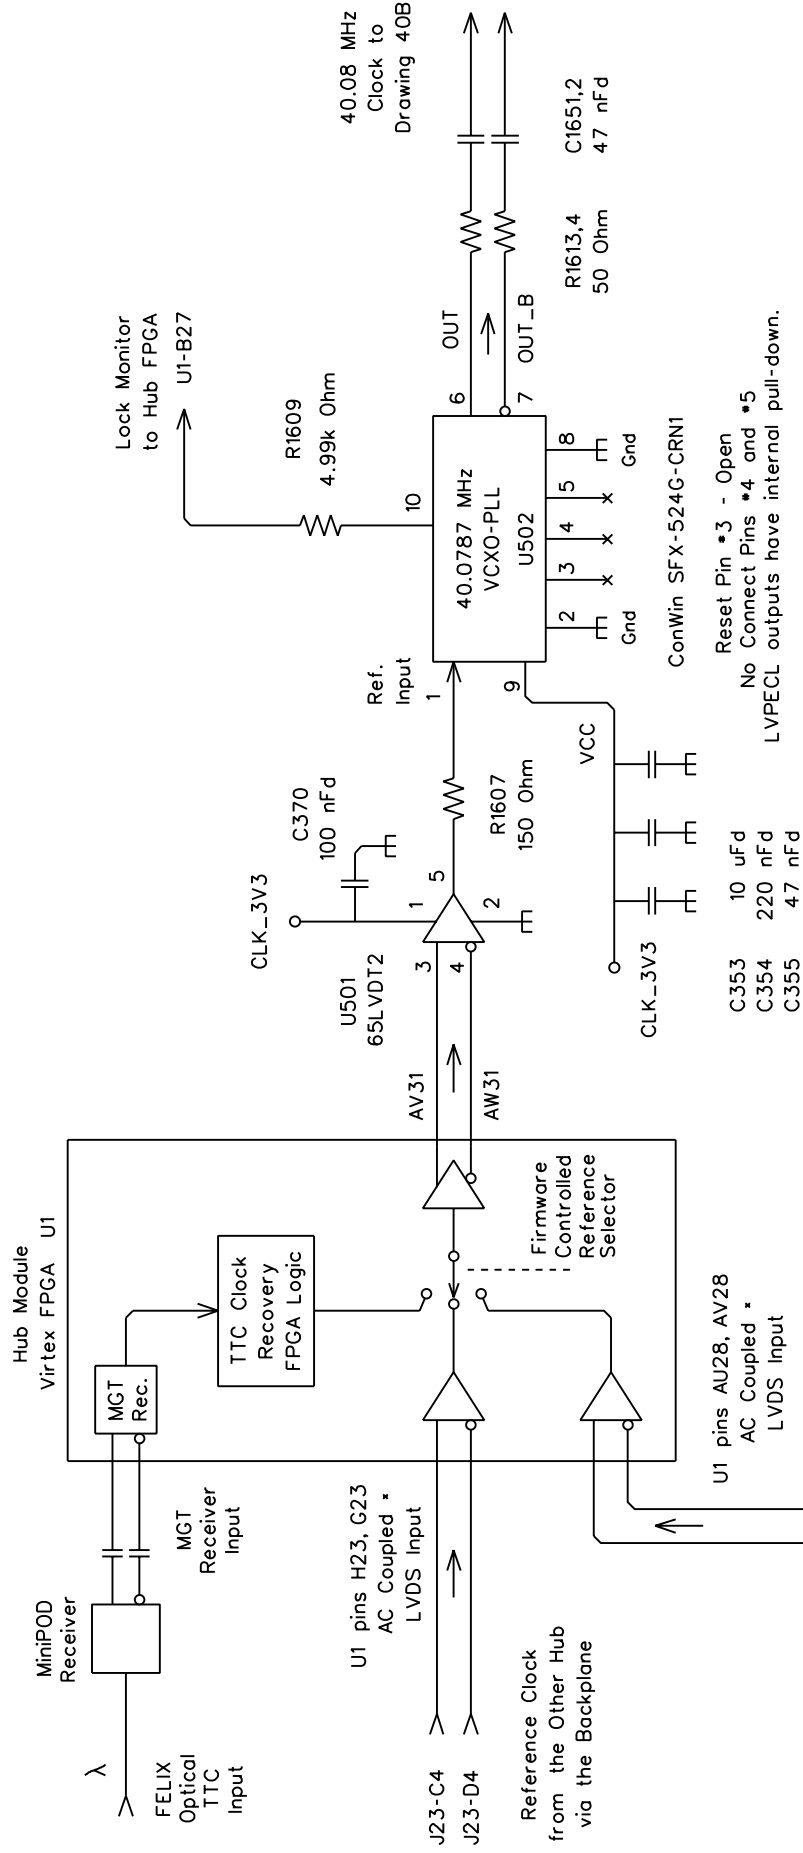 FELIX
Optical
TTC
Input
λ
MiniPOD
Receiver
MGT
Receiver
Input
Hub Module
Virtex FPGA U1
MGT
Rec.
TTC Clock
Recovery
FPGA Logic
J23-C4
J23-D4
Reference Clock
from the Other Hub
via the Backplane
U1 pins H23, G23
AC Coupled *
LVDS Input
U1 pins AU28, AV28
AC Coupled *
LVDS Input
Firmware
Controlled
Reference
Selector
AV31
AW31
U501
65LVDT2
3
4
1
2
5
CLK_3V3
C370
100 nFd
R1607
150 Ohm
Ref.
Input
1
9
VCC
CLK_3V3
C353 10 uFd
C354 220 nFd
C355 47 nFd
40.0787 MHz
VCXO-PLL
U502
10
2
3
4
5
8
Gnd
Gnd
6
7
R1609
4.99k Ohm
Lock Monitor
to Hub FPGA
U1-B27
OUT
OUT_B
R1613,4
50 Ohm
C1651,2
47 nFd
40.08 MHz
Clock to
Drawing 40B
ConWin SFX-524G-CRN1
Reset Pin *3 - Open
No Connect Pins *4 and *5
LVPECL outputs have internal pull-down.